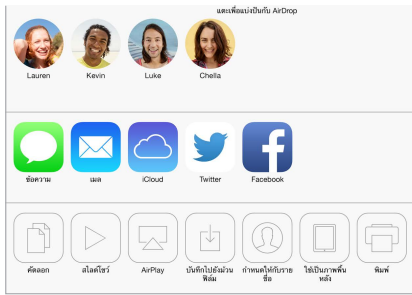 แตะเพื่อแบ่งปันกับ AirDrop
Lauren Kevin Luke Chella
ข้อความ เมล iCloud Twitter Facebook
คัดลอก สไลด์โชว์ AirPlay บันทึกไปยังม้วน กำหนดให้กับราย ใช้เป็นภาพพื้น พิมพ์
ฟิล์ม ชื่อ หลัง